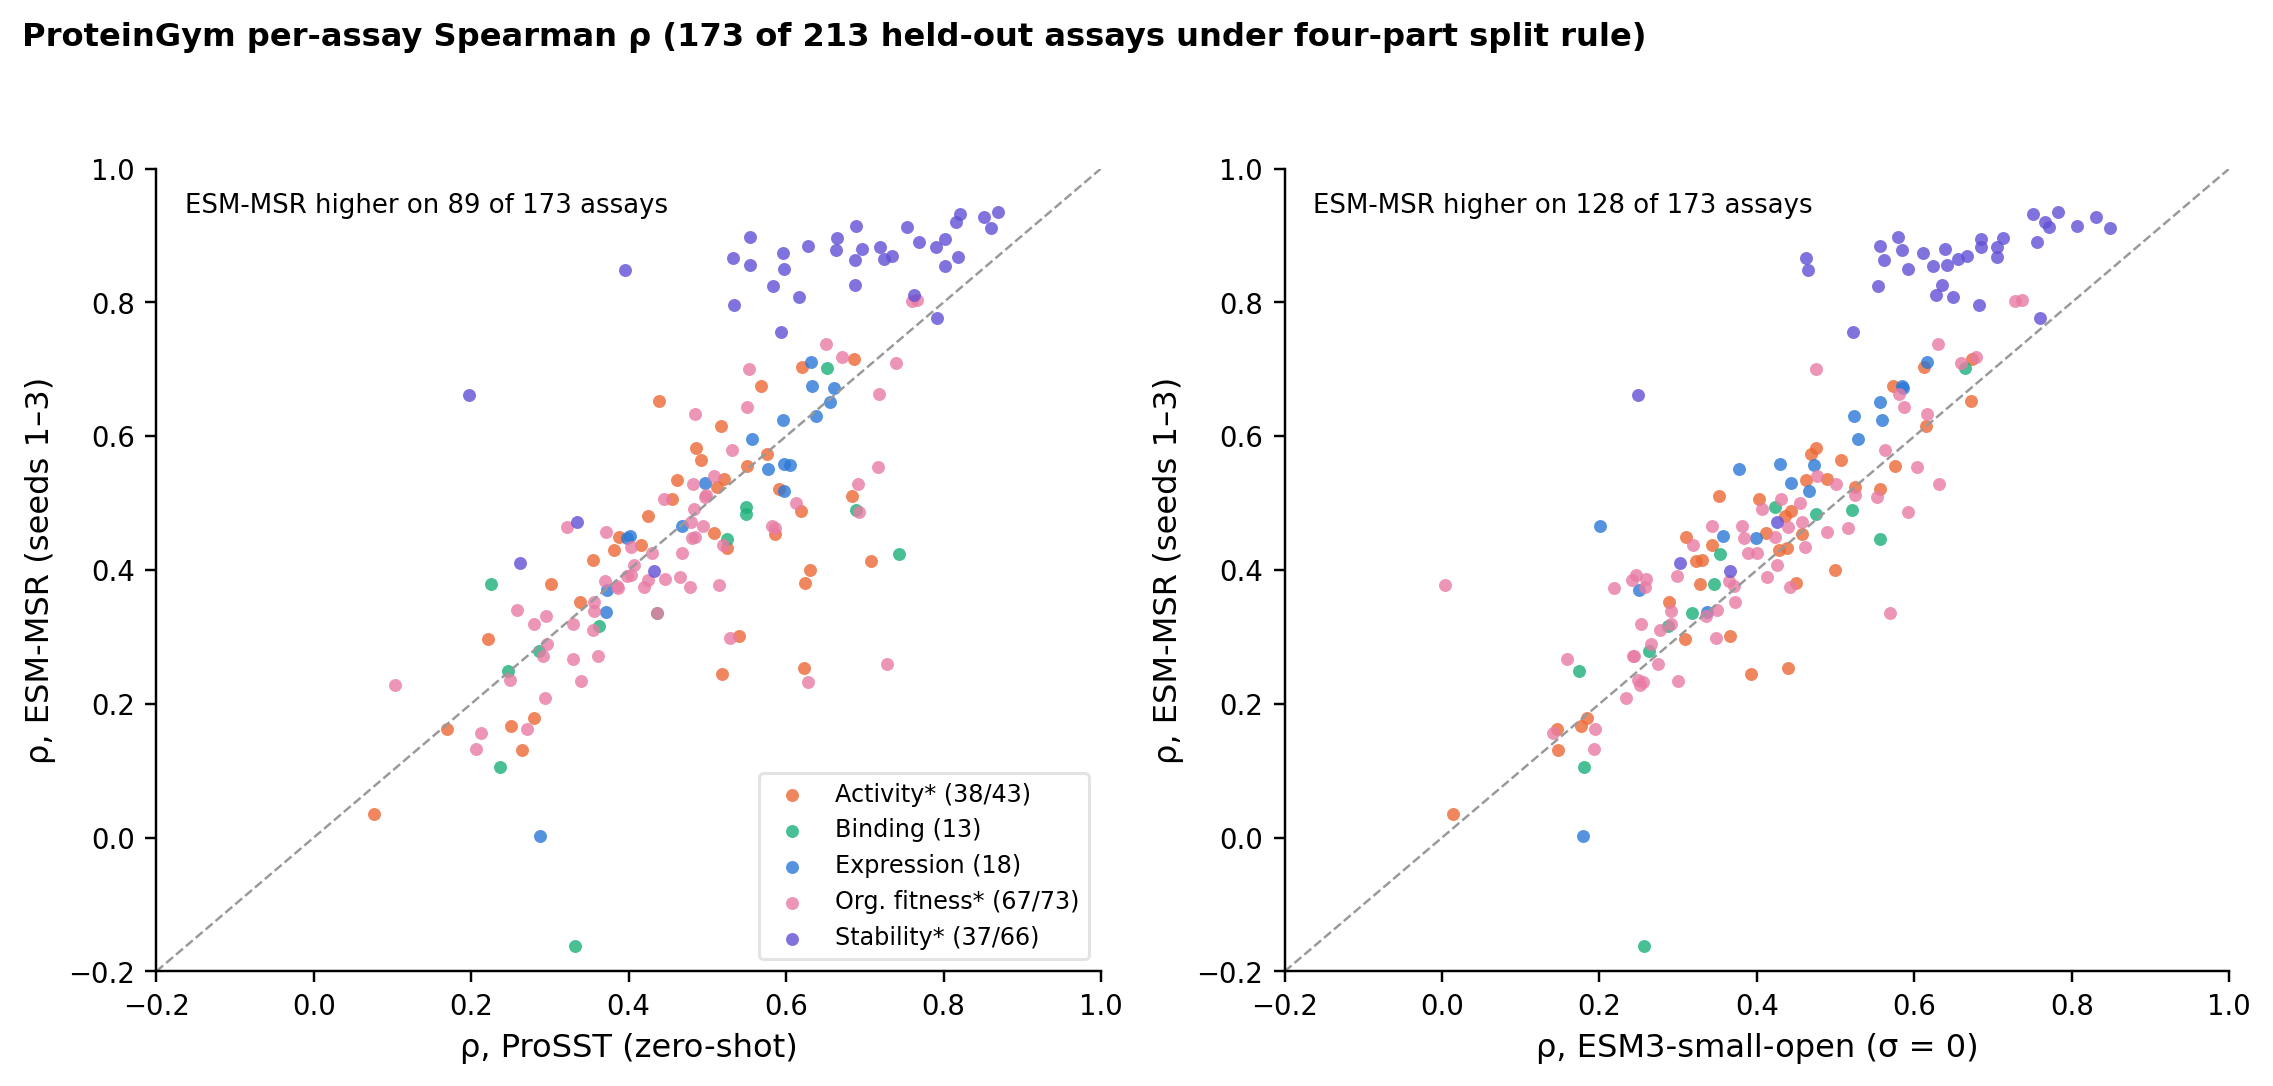 ProteinGym per-assay Spearman ρ (173 of 213 held-out assays under four-part split rule)
ESM-MSR higher on 89 of 173 assays
ρ, ESM-MSR (seeds 1–3)
1.0
0.8
0.6
0.4
0.2
0.0
−0.2
Activity* (38/43)
Binding (13)
Expression (18)
Org. fitness* (67/73)
Stability* (37/66)
−0.2 0.0 0.2 0.4 0.6 0.8 1.0
ρ, ProSST (zero-shot)
ESM-MSR higher on 128 of 173 assays
ρ, ESM-MSR (seeds 1–3)
1.0
0.8
0.6
0.4
0.2
0.0
−0.2
−0.2 0.0 0.2 0.4 0.6 0.8 1.0
ρ, ESM3-small-open (σ = 0)